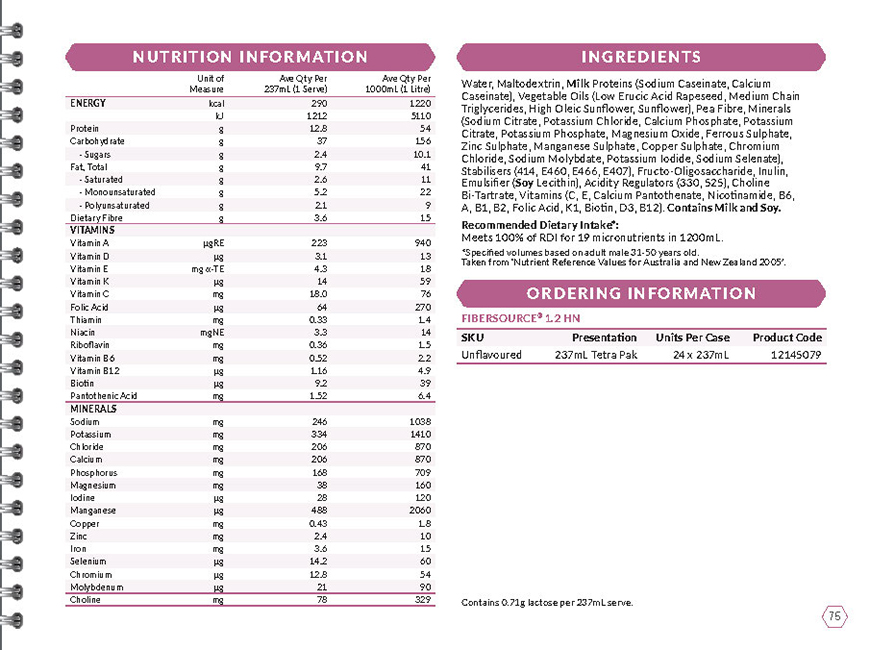 NUTRITION INFORMATION
Unit of Measure Ave Qty Per 237mL (1 Serve) Ave Qty Per 1000mL (1 Litre)
ENERGY kcal 290 1220
kJ 1212 5110
Protein g 12.8 54
Carbohydrate g 37 156
- Sugars g 2.4 10.1
Fat, Total g 9.7 41
- Saturated g 2.6 11
- Monounsaturated g 5.2 22
- Polyunsaturated g 2.1 9
Dietary Fibre g 3.6 15
VITAMINS
Vitamin A µgRE 223 940
Vitamin D µg 3.1 13
Vitamin E mg α-TE 4.3 18
Vitamin K µg 14 59
Vitamin C mg 18.0 76
Folic Acid µg 64 270
Thiamin mg 0.33 1.4
Niacin mgNE 3.3 14
Riboflavin mg 0.36 1.5
Vitamin B6 mg 0.52 2.2
Vitamin B12 µg 1.16 4.9
Biotin µg 9.2 39
Pantothenic Acid mg 1.52 6.4
MINERALS
Sodium mg 246 1038
Potassium mg 334 1410
Chloride mg 206 870
Calcium mg 206 870
Phosphorus mg 168 709
Magnesium mg 38 160
Iodine µg 28 120
Manganese µg 488 2060
Copper mg 0.43 1.8
Zinc mg 2.4 10
Iron mg 3.6 15
Selenium µg 14.2 60
Chromium µg 12.8 54
Molybdenum µg 21 90
Choline mg 78 329
INGREDIENTS
Water, Maltodextrin, Milk Proteins (Sodium Caseinate, Calcium
Caseinate), Vegetable Oils (Low Erucic Acid Rapeseed, Medium Chain
Triglycerides, High Oleic Sunflower, Sunflower), Pea Fibre, Minerals
(Sodium Citrate, Potassium Chloride, Calcium Phosphate, Potassium
Citrate, Potassium Phosphate, Magnesium Oxide, Ferrous Sulphate,
Zinc Sulphate, Manganese Sulphate, Copper Sulphate, Chromium
Chloride, Sodium Molybdate, Potassium Iodide, Sodium Selenate),
Stabilisers (414, E460, E466, E407), Fructo-Oligosaccharide, Inulin,
Emulsifier (Soy Lecithin), Acidity Regulators (330, 525), Choline
Bi-Tartrate, Vitamins (C, E, Calcium Pantothenate, Nicotinamide, B6,
A, B1, B2, Folic Acid, K1, Biotin, D3, B12). Contains Milk and Soy.
Recommended Dietary Intake*:
Meets 100% of RDI for 19 micronutrients in 1200mL.
*Specified volumes based on adult male 31-50 years old.
Taken from 'Nutrient Reference Values for Australia and New Zealand 2005'.
ORDERING INFORMATION
FIBERSOURCE® 1.2 HN
SKU Presentation Units Per Case Product Code
Unflavoured 237mL Tetra Pak 24 x 237mL 12145079
Contains 0.71g lactose per 237mL serve.
75